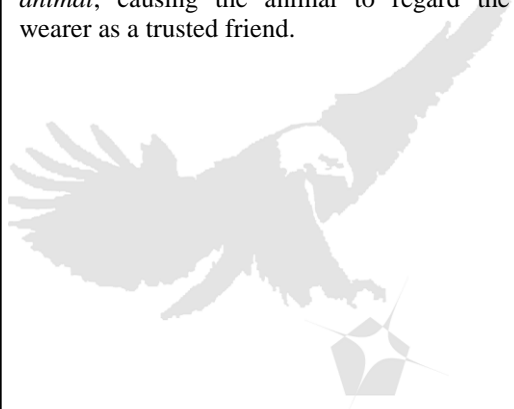 animal, causing the animal to regard the
wearer as a trusted friend.